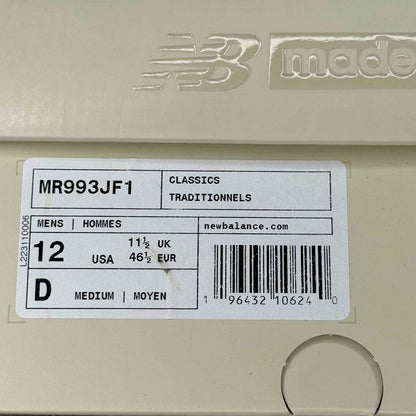 NB made
MR993JF1
CLASSICS
TRADITIONNELS
MENS | HOMMES
newbalance.com
12 USA 11½ UK
46½ EUR
D MEDIUM | MOYEN
1 96432 10624 0
L223110006